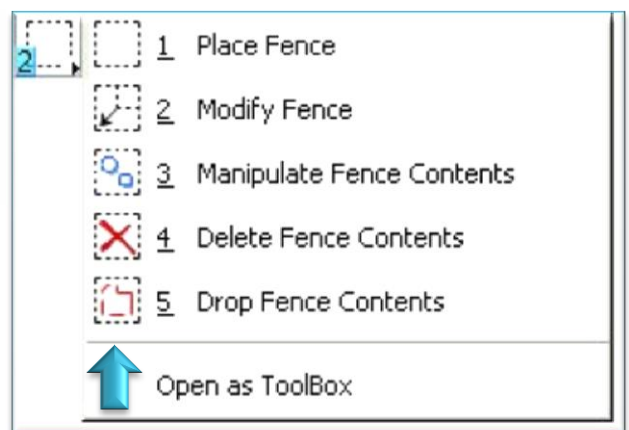 2
1 Place Fence
2 Modify Fence
3 Manipulate Fence Contents
4 Delete Fence Contents
5 Drop Fence Contents
Open as ToolBox